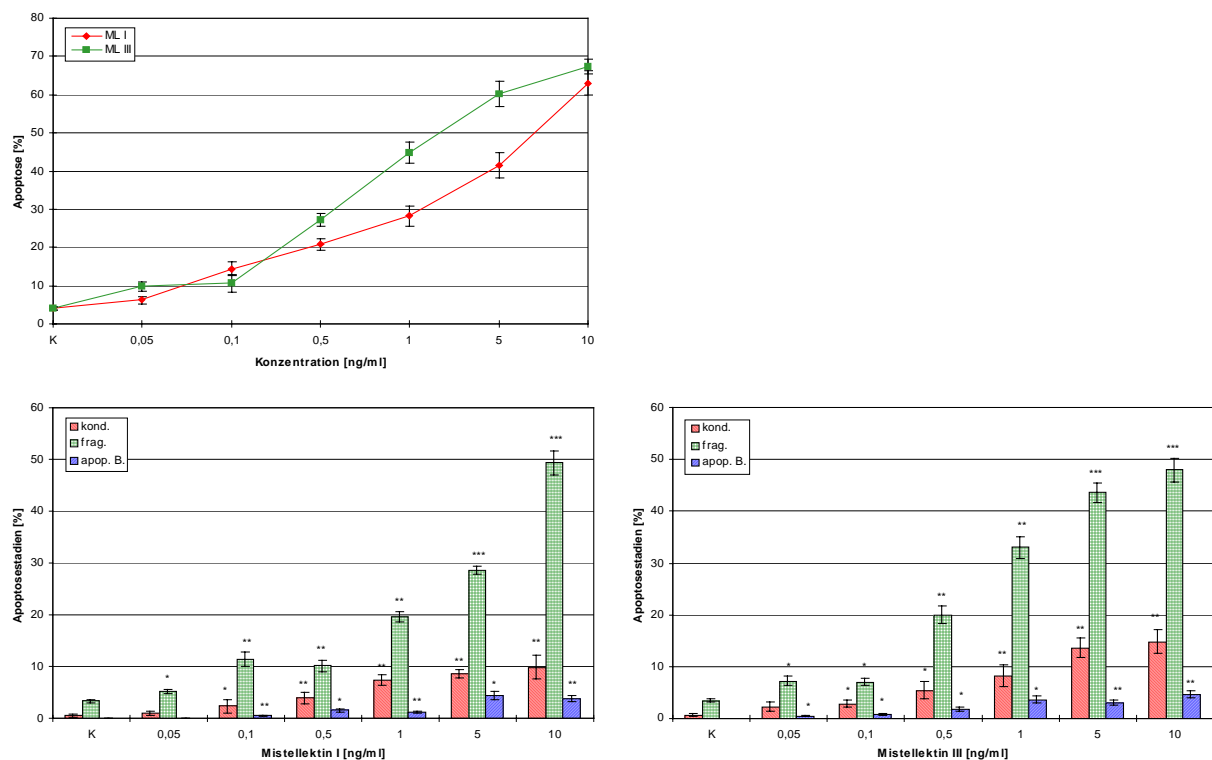 80
70
60
50
40
30
20
10
0
Apoptose [%]
ML I
ML III
K 0,05 0,1 0,5 1 5 10
Konzentration [ng/ml]
60
50
40
30
20
10
0
Apoptosestadien [%]
kond.
frag.
apop. B.
* * ** ** ** ** * ** ** ** *** * ** *** **
K 0,05 0,1 0,5 1 5 10
Mistellektin I [ng/ml]
60
50
40
30
20
10
0
Apoptosestadien [%]
kond.
frag.
apop. B.
* * * * * * ** * ** ** * ** *** ** ** *** **
K 0,05 0,1 0,5 1 5 10
Mistellektin III [ng/ml]